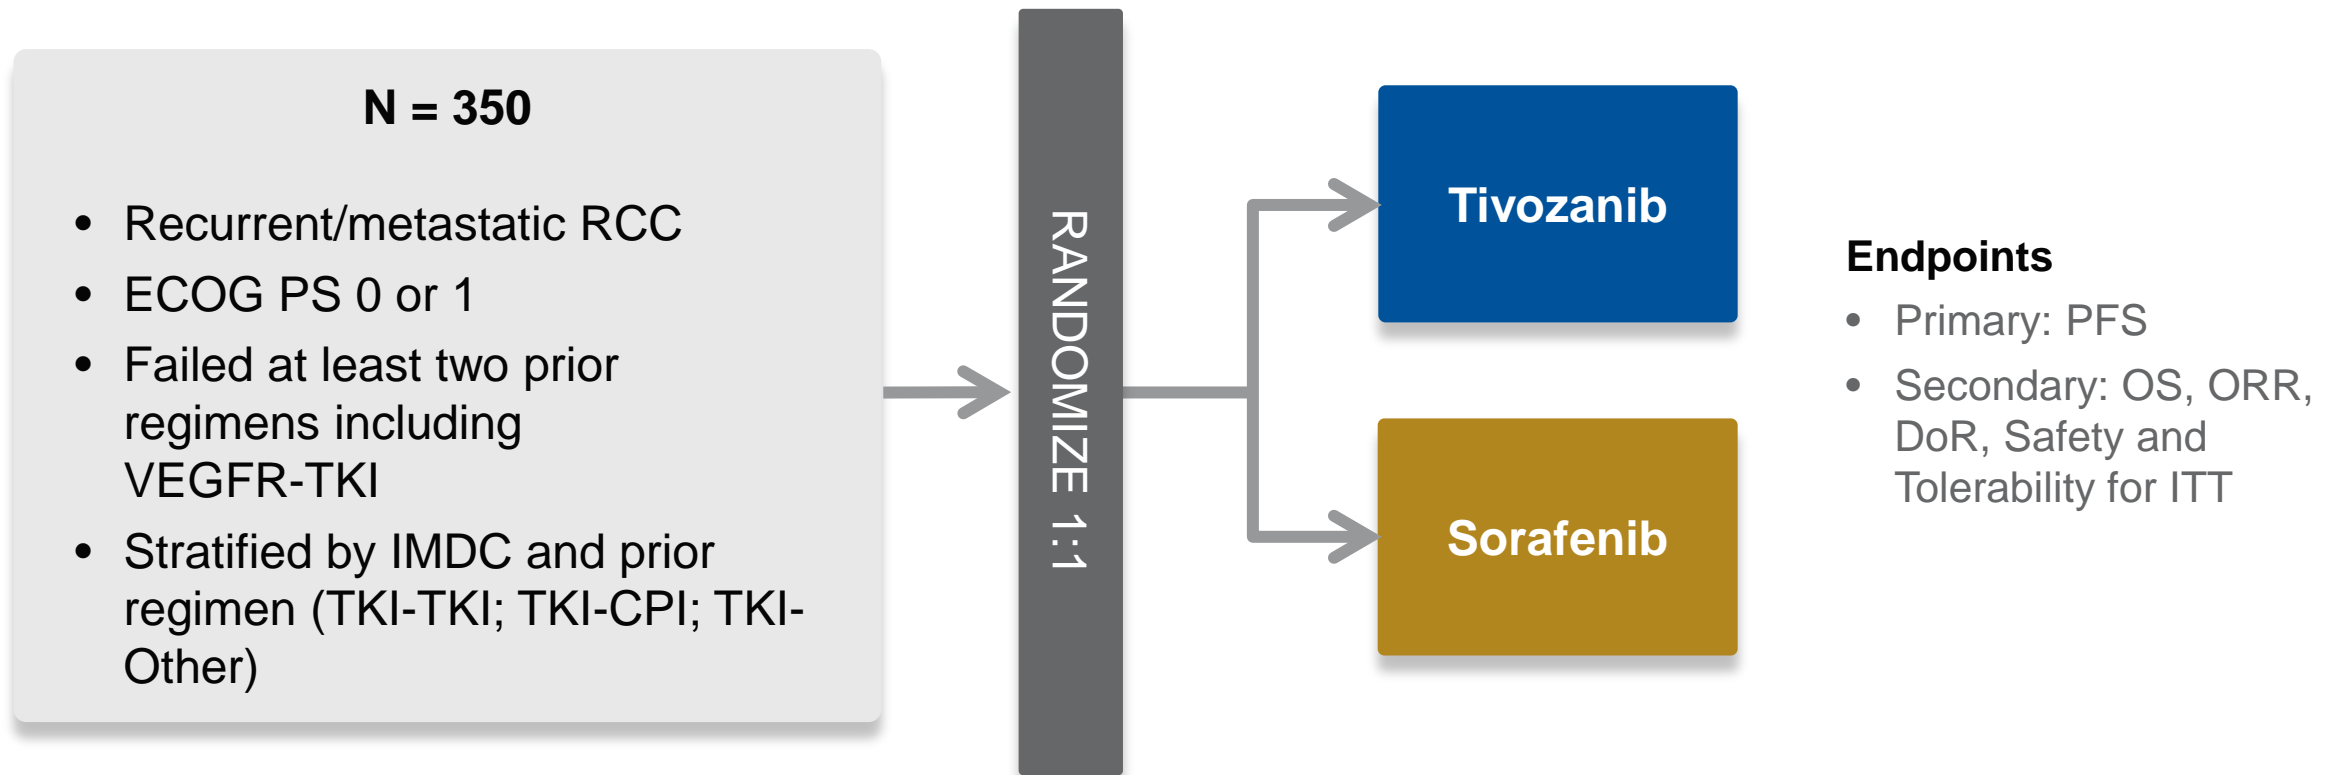 N = 350
• Recurrent/metastatic RCC
• ECOG PS 0 or 1
• Failed at least two prior
regimens including
VEGFR-TKI
• Stratified by IMDC and prior
regimen (TKI-TKI; TKI-CPI; TKI-
Other)
RANDOMIZE 1:1
Tivozanib
Sorafenib
Endpoints
• Primary: PFS
• Secondary: OS, ORR,
DoR, Safety and
Tolerability for ITT